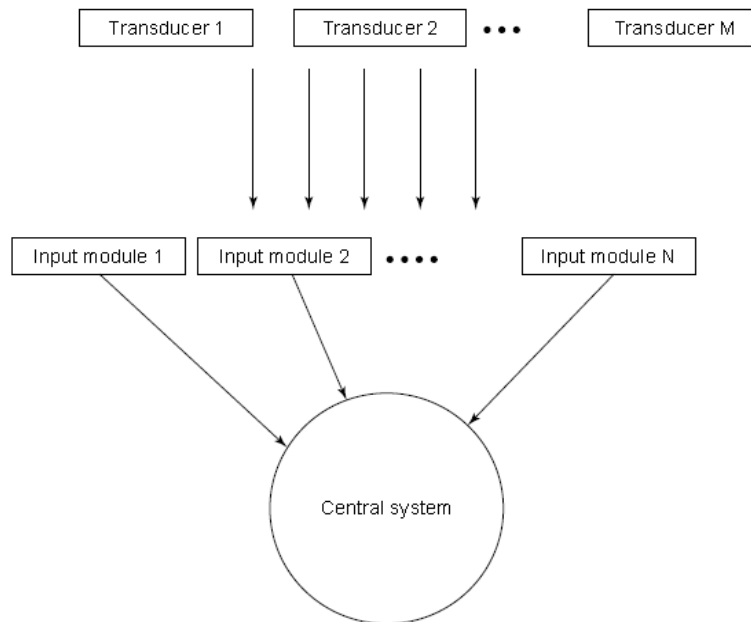 Transducer 1
Transducer 2
Transducer M
Input module 1
Input module 2
Input module N
Central system